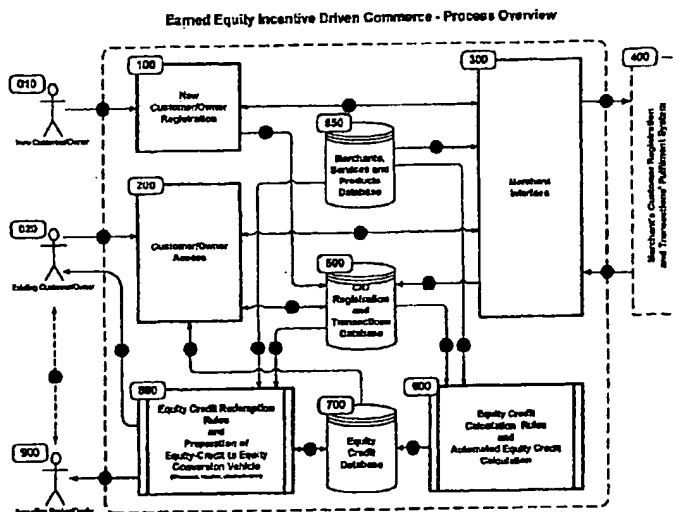 Earned Equity Incentive Driven Commerce - Process Overview
100
300
400
010
New
Customer/Owner
Registration
New Customer/Owner
Merchants,
Services and
Products
Database
Merchant
Interface
Merchant's Customer Registration
and Transactions' Fulfillment System
200
020
Customer/Owner
Access
Existing Customer/Owner
500
Registration
and
Transactions
Database
700
600
Equity Credit Redemption
Rules
and
Preparation of
Equity-Credit to Equity
Conversion Vehicle
Equity
Credit
Database
Equity Credit
Calculation Rules
and
Automated Equity Credit
Calculation
900